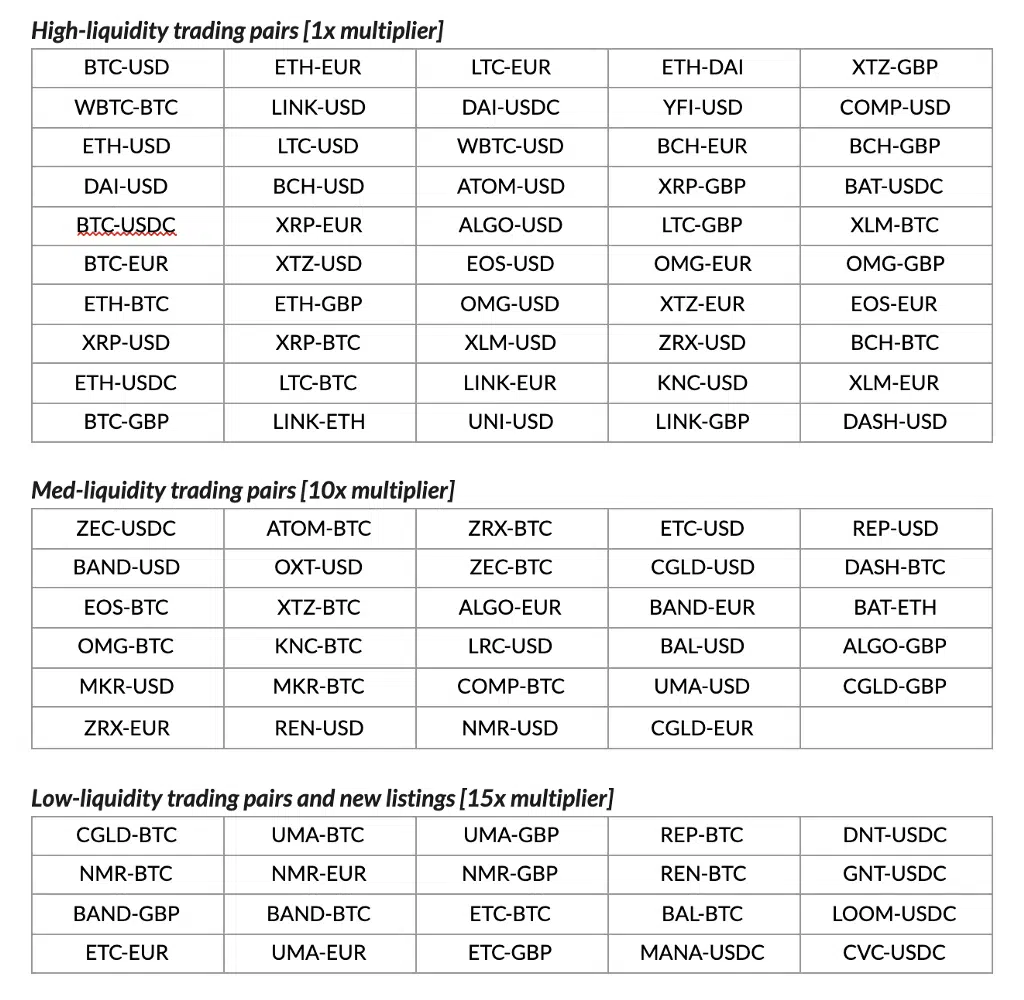 High-liquidity trading pairs [1x multiplier]
BTC-USD ETH-EUR LTC-EUR ETH-DAI XTZ-GBP
WBTC-BTC LINK-USD DAI-USDC YFI-USD COMP-USD
ETH-USD LTC-USD WBTC-USD BCH-EUR BCH-GBP
DAI-USD BCH-USD ATOM-USD XRP-GBP BAT-USDC
BTC-USDC XRP-EUR ALGO-USD LTC-GBP XLM-BTC
BTC-EUR XTZ-USD EOS-USD OMG-EUR OMG-GBP
ETH-BTC ETH-GBP OMG-USD XTZ-EUR EOS-EUR
XRP-USD XRP-BTC XLM-USD ZRX-USD BCH-BTC
ETH-USDC LTC-BTC LINK-EUR KNC-USD XLM-EUR
BTC-GBP LINK-ETH UNI-USD LINK-GBP DASH-USD
Med-liquidity trading pairs [10x multiplier]
ZEC-USDC ATOM-BTC ZRX-BTC ETC-USD REP-USD
BAND-USD OXT-USD ZEC-BTC CGLD-USD DASH-BTC
EOS-BTC XTZ-BTC ALGO-EUR BAND-EUR BAT-ETH
OMG-BTC KNC-BTC LRC-USD BAL-USD ALGO-GBP
MKR-USD MKR-BTC COMP-BTC UMA-USD CGLD-GBP
ZRX-EUR REN-USD NMR-USD CGLD-EUR
Low-liquidity trading pairs and new listings [15x multiplier]
CGLD-BTC UMA-BTC UMA-GBP REP-BTC DNT-USDC
NMR-BTC NMR-EUR NMR-GBP REN-BTC GNT-USDC
BAND-GBP BAND-BTC ETC-BTC BAL-BTC LOOM-USDC
ETC-EUR UMA-EUR ETC-GBP MANA-USDC CVC-USDC